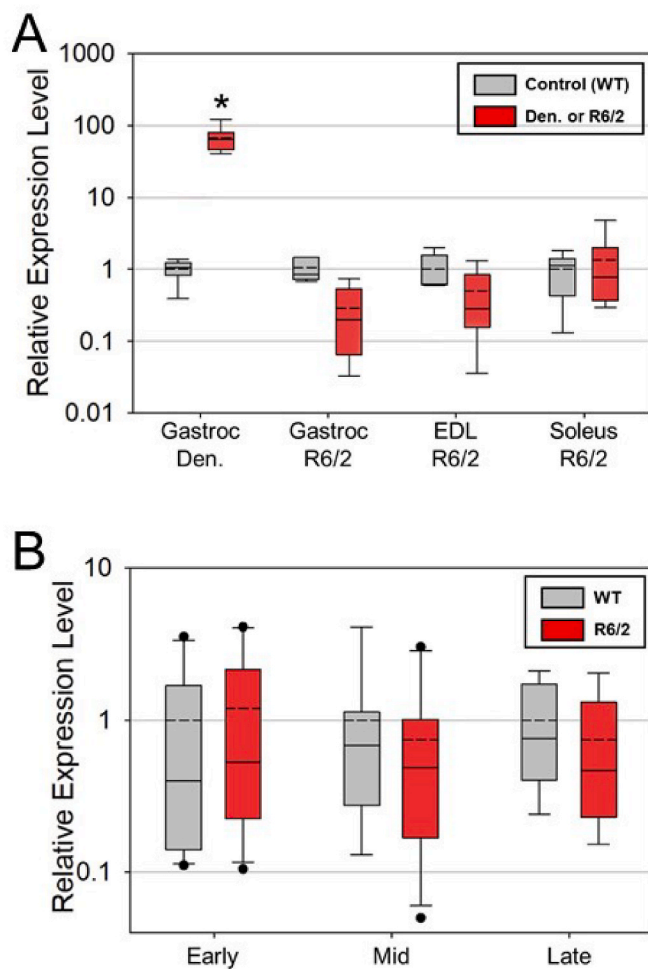 A
Relative Expression Level
1000
100
10
1
0.1
0.01
*
Control (WT)
Den. or R6/2
Gastroc
Den.
Gastroc
R6/2
EDL
R6/2
Soleus
R6/2
B
Relative Expression Level
10
1
0.1
WT
R6/2
Early
Mid
Late